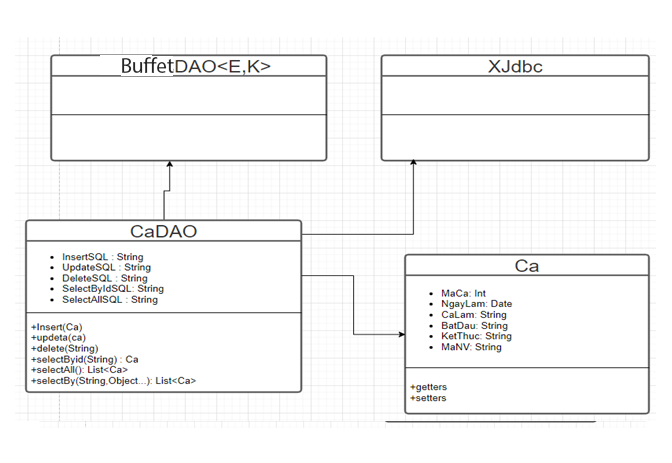 BuffetDAO<E,K>
XJdbc
CaDAO
InsertSQL : String
UpdateSQL : String
DeleteSQL : String
SelectByIdSQL: String
SelectAllSQL : String
+Insert(Ca)
+updeta(ca)
+delete(String)
+selectByid(String) : Ca
+selectAll(): List<Ca>
+selectBy(String,Object...): List<Ca>
Ca
MaCa: Int
NgayLam: Date
CaLam: String
BatDau: String
KetThuc: String
MaNV: String
+getters
+setters